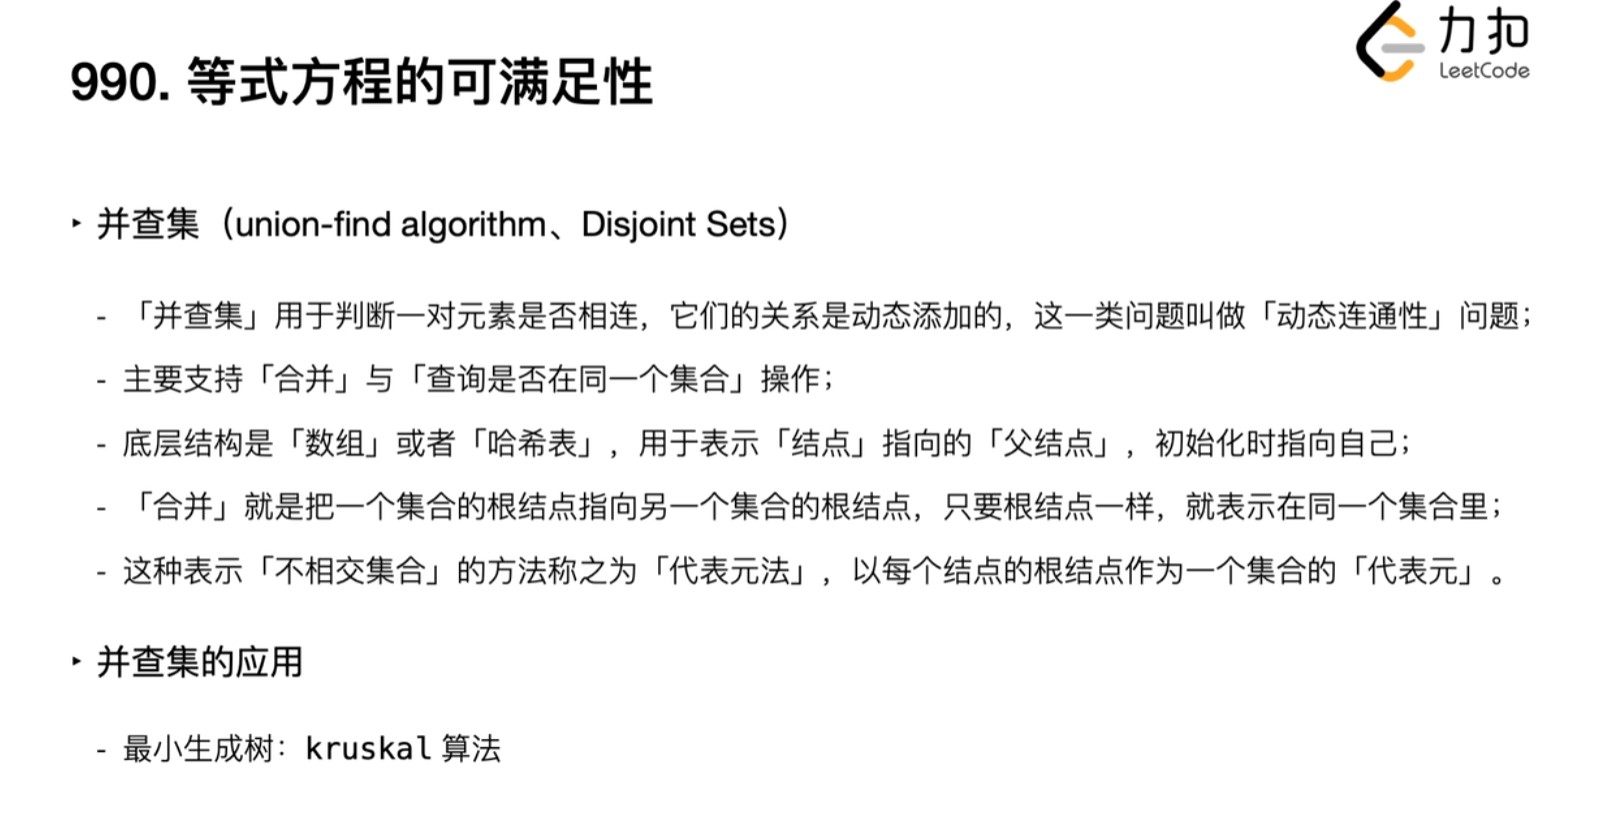 力扣
LeetCode
990. 等式方程的可满足性
‣ 并查集（union-find algorithm、Disjoint Sets）
- 「并查集」用于判断一对元素是否相连，它们的关系是动态添加的，这一类问题叫做「动态连通性」问题；
- 主要支持「合并」与「查询是否在同一个集合」操作；
- 底层结构是「数组」或者「哈希表」，用于表示「结点」指向的「父结点」，初始化时指向自己；
- 「合并」就是把一个集合的根结点指向另一个集合的根结点，只要根结点一样，就表示在同一个集合里；
- 这种表示「不相交集合」的方法称之为「代表元法」，以每个结点的根结点作为一个集合的「代表元」。
‣ 并查集的应用
- 最小生成树：kruskal 算法